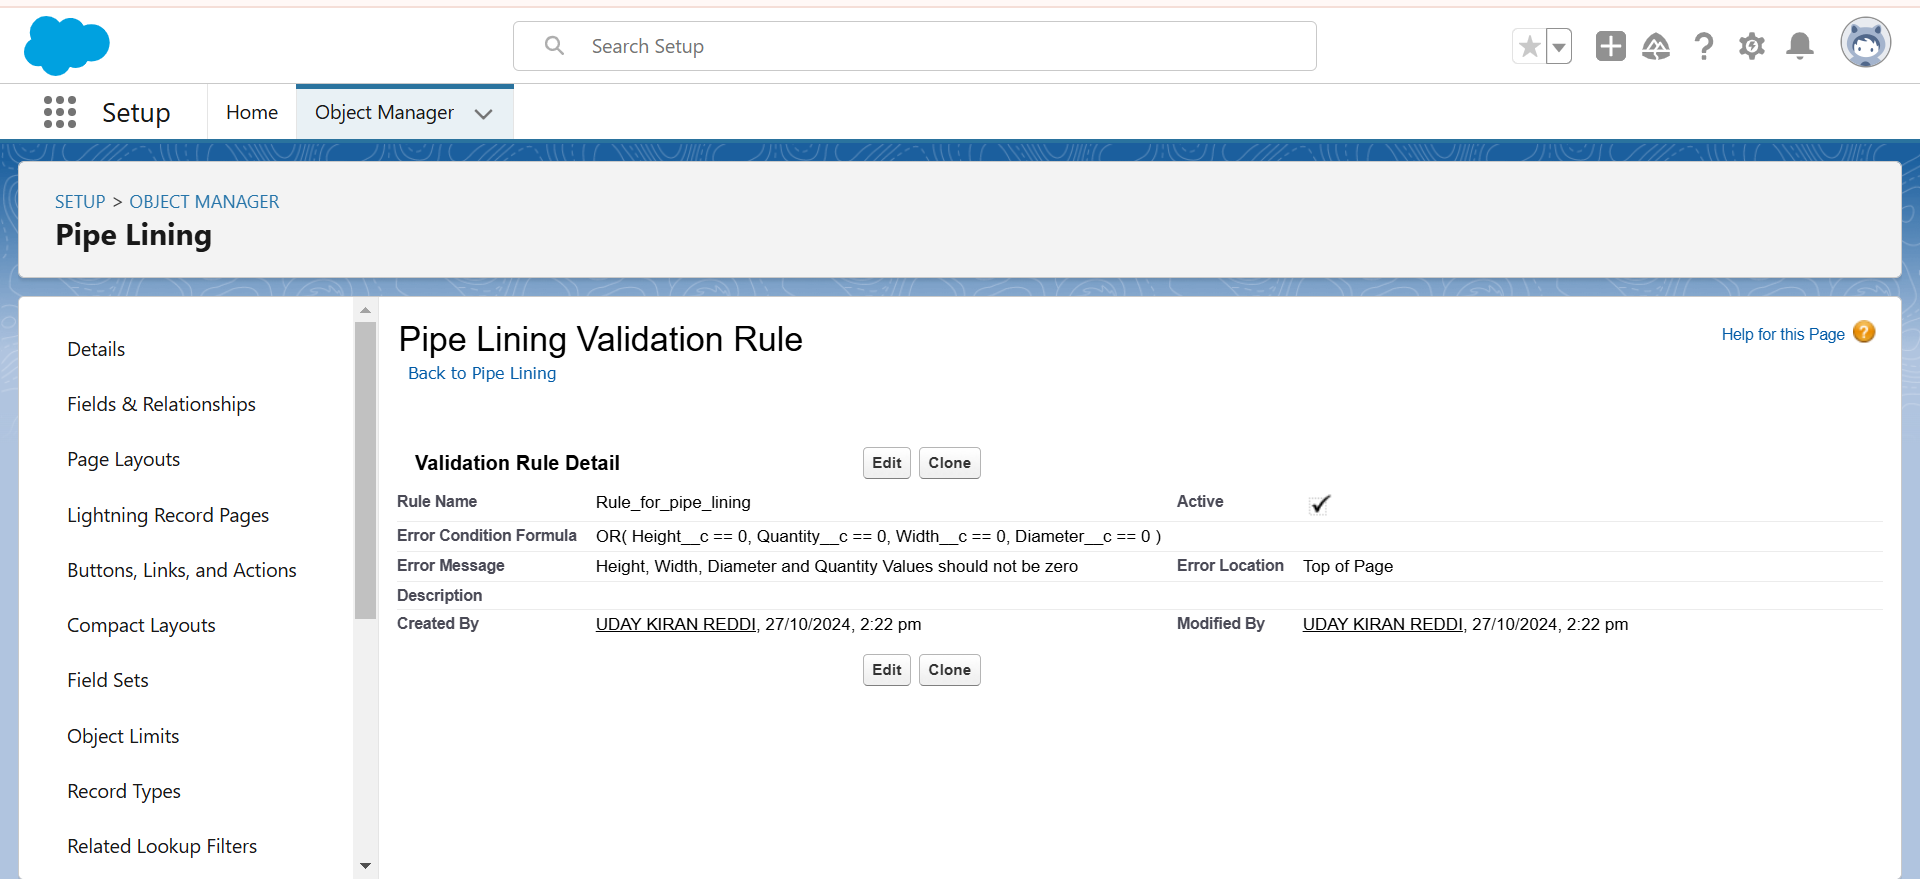 Search Setup
Setup
Home
Object Manager
SETUP > OBJECT MANAGER
Pipe Lining
Details
Fields & Relationships
Page Layouts
Lightning Record Pages
Buttons, Links, and Actions
Compact Layouts
Field Sets
Object Limits
Record Types
Related Lookup Filters
Pipe Lining Validation Rule
Back to Pipe Lining
Help for this Page ?
Validation Rule Detail
Edit Clone
Rule Name Rule_for_pipe_lining Active
Error Condition Formula OR( Height__c == 0, Quantity__c == 0, Width__c == 0, Diameter__c == 0 )
Error Message Height, Width, Diameter and Quantity Values should not be zero Error Location Top of Page
Description
Created By UDAY KIRAN REDDI, 27/10/2024, 2:22 pm Modified By UDAY KIRAN REDDI, 27/10/2024, 2:22 pm
Edit Clone